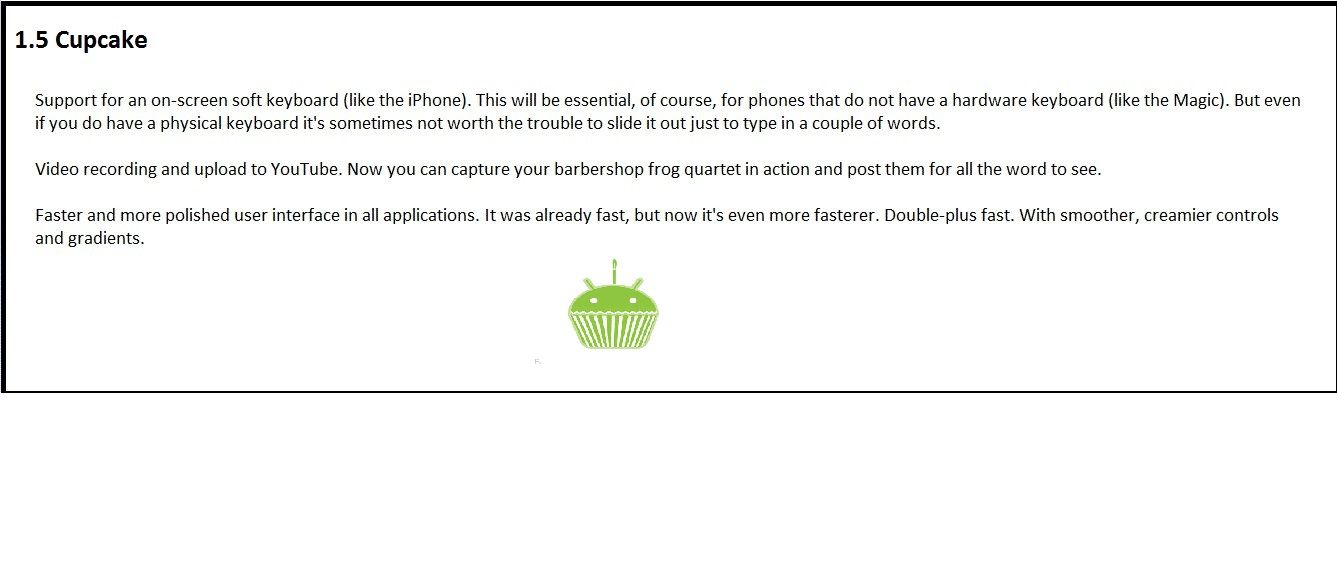 1.5 Cupcake
Support for an on-screen soft keyboard (like the iPhone). This will be essential, of course, for phones that do not have a hardware keyboard (like the Magic). But even
if you do have a physical keyboard it's sometimes not worth the trouble to slide it out just to type in a couple of words.
Video recording and upload to YouTube. Now you can capture your barbershop frog quartet in action and post them for all the word to see.
Faster and more polished user interface in all applications. It was already fast, but now it's even more fasterer. Double-plus fast. With smoother, creamier controls
and gradients.